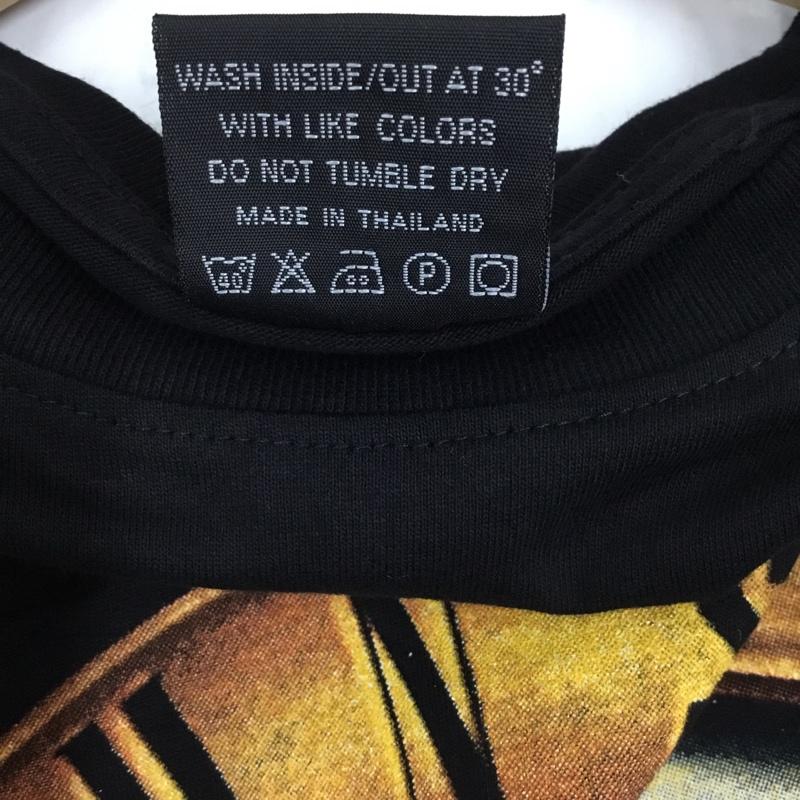 WASH INSIDE/OUT AT 30°
WITH LIKE COLORS
DO NOT TUMBLE DRY
MADE IN THAILAND
P